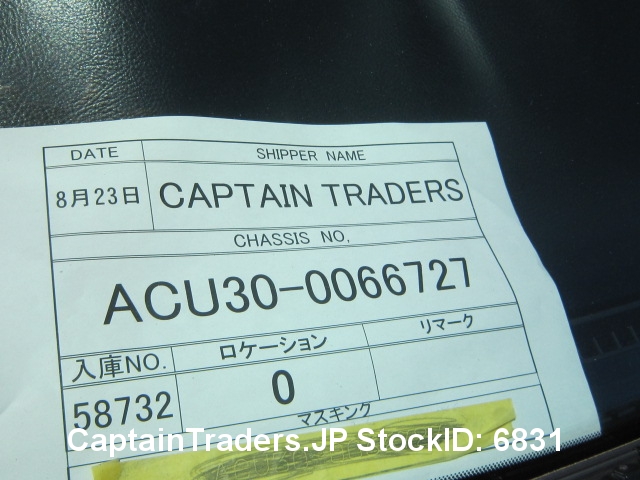 DATE SHIPPER NAME
8月23日 CAPTAIN TRADERS
CHASSIS NO.
ACU30-0066727
入庫NO. ロケーション リマーク
58732 0
マスキング
CaptainTraders.JP StockID: 6831